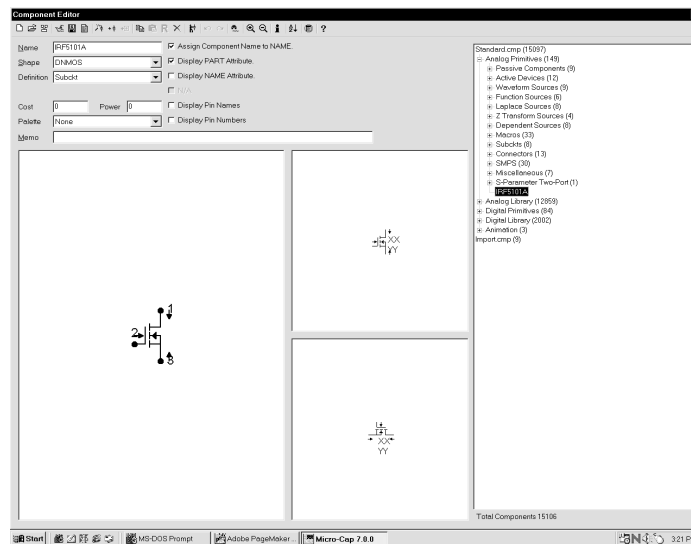 Component Editor
Name IRF5101A Assign Component Name to NAME.
Shape DNMOS Display PART Attribute.
Definition Subckt Display NAME Attribute.
N/A
Cost 0 Power 0 Display Pin Names
Palette None Display Pin Numbers
Memo
1
2
3
XX
YY
XX
YY
Standard.cmp (15097)
Analog Primitives (149)
Passive Components (9)
Active Devices (12)
Waveform Sources (9)
Function Sources (6)
Laplace Sources (8)
Z Transform Sources (4)
Dependent Sources (8)
Macros (33)
Subckts (8)
Connectors (13)
SMPS (30)
Miscellaneous (7)
S-Parameter Two-Port (1)
IRF5101A
Analog Library (12859)
Digital Primitives (84)
Digital Library (2002)
Animation (3)
Import.cmp (9)
Total Components 15106
Start MS-DOS Prompt Adobe PageMaker ... Micro-Cap 7.0.0 3:21 P